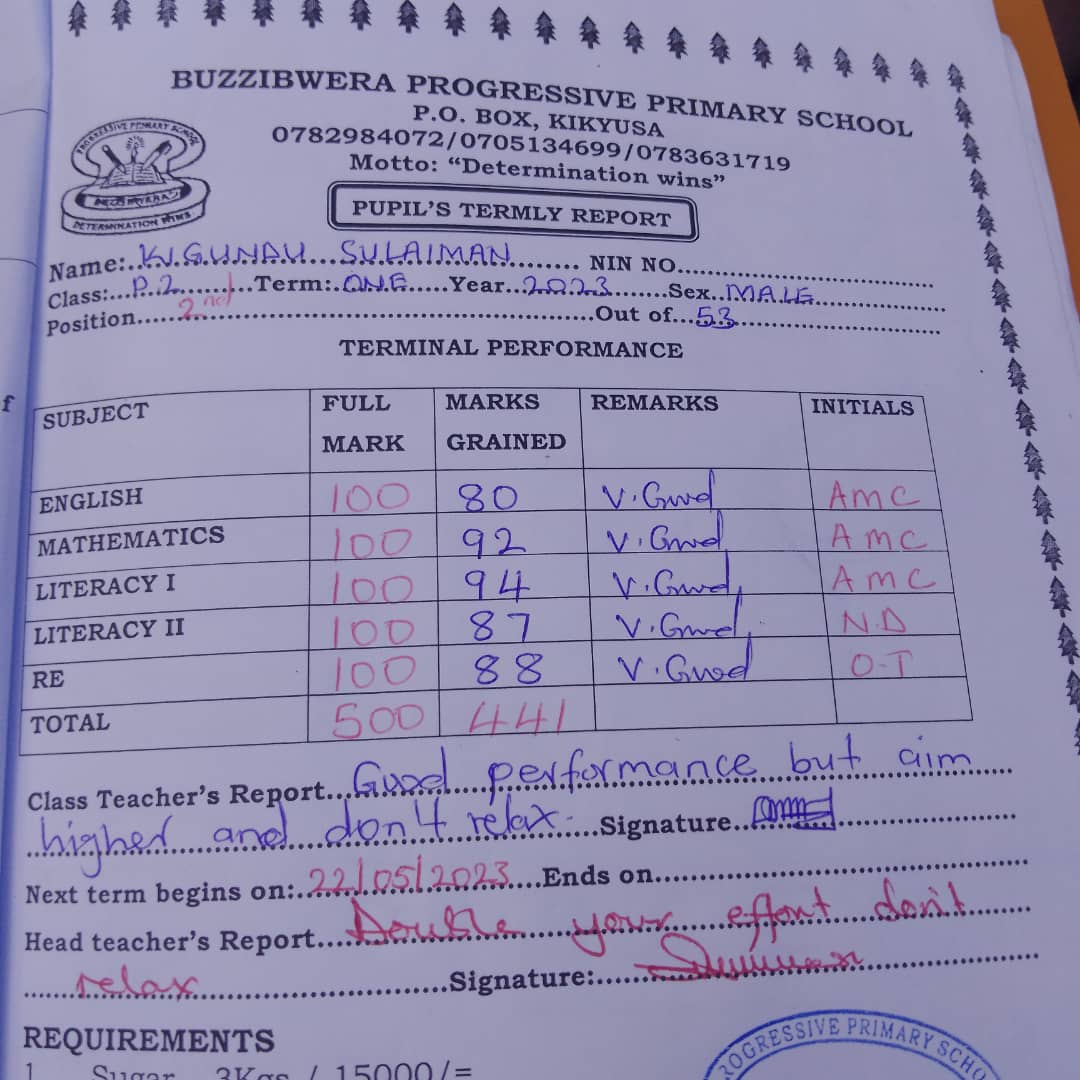 BUZZIBWERA PROGRESSIVE PRIMARY SCHOOL
P.O. BOX, KIKYUSA
0782984072/0705134699/0783631719
Motto: “Determination wins”
PROGRESSIVE PRIMARY SCHOOL
DETERMINATION WINS
PUPIL’S TERMLY REPORT
Name:..KIGUNDU...SULAIMAN......... NIN NO...............
Class:...P.2.......Term:.ONE.....Year...2023.......Sex..MALE..........
Position.....2nd..........Out of...53..........
TERMINAL PERFORMANCE
SUBJECT FULL MARK MARKS GRAINED REMARKS INITIALS
ENGLISH 100 80 V.Good AMC
MATHEMATICS 100 92 V.Good AMC
LITERACY I 100 94 V.Good AMC
LITERACY II 100 87 V.Good N.D
RE 100 88 V.Good O.T
TOTAL 500 441
Class Teacher’s Report...Good performance but aim
higher and don't relax. Signature..
Next term begins on:..22/05/2023....Ends on...............
Head teacher’s Report....Double your effort don't
relax Signature:......
REQUIREMENTS
1. Sugar 3Kgs / 15000/=
PROGRESSIVE PRIMARY SCHO